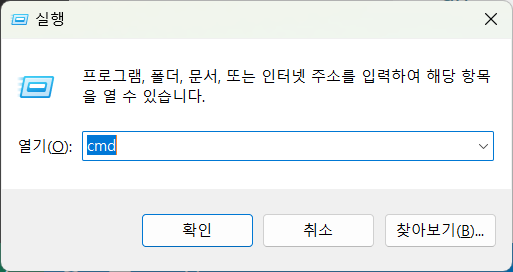 실행
프로그램, 폴더, 문서, 또는 인터넷 주소를 입력하여 해당 항목
을 열 수 있습니다.
열기(O): cmd
확인 취소 찾아보기(B)...